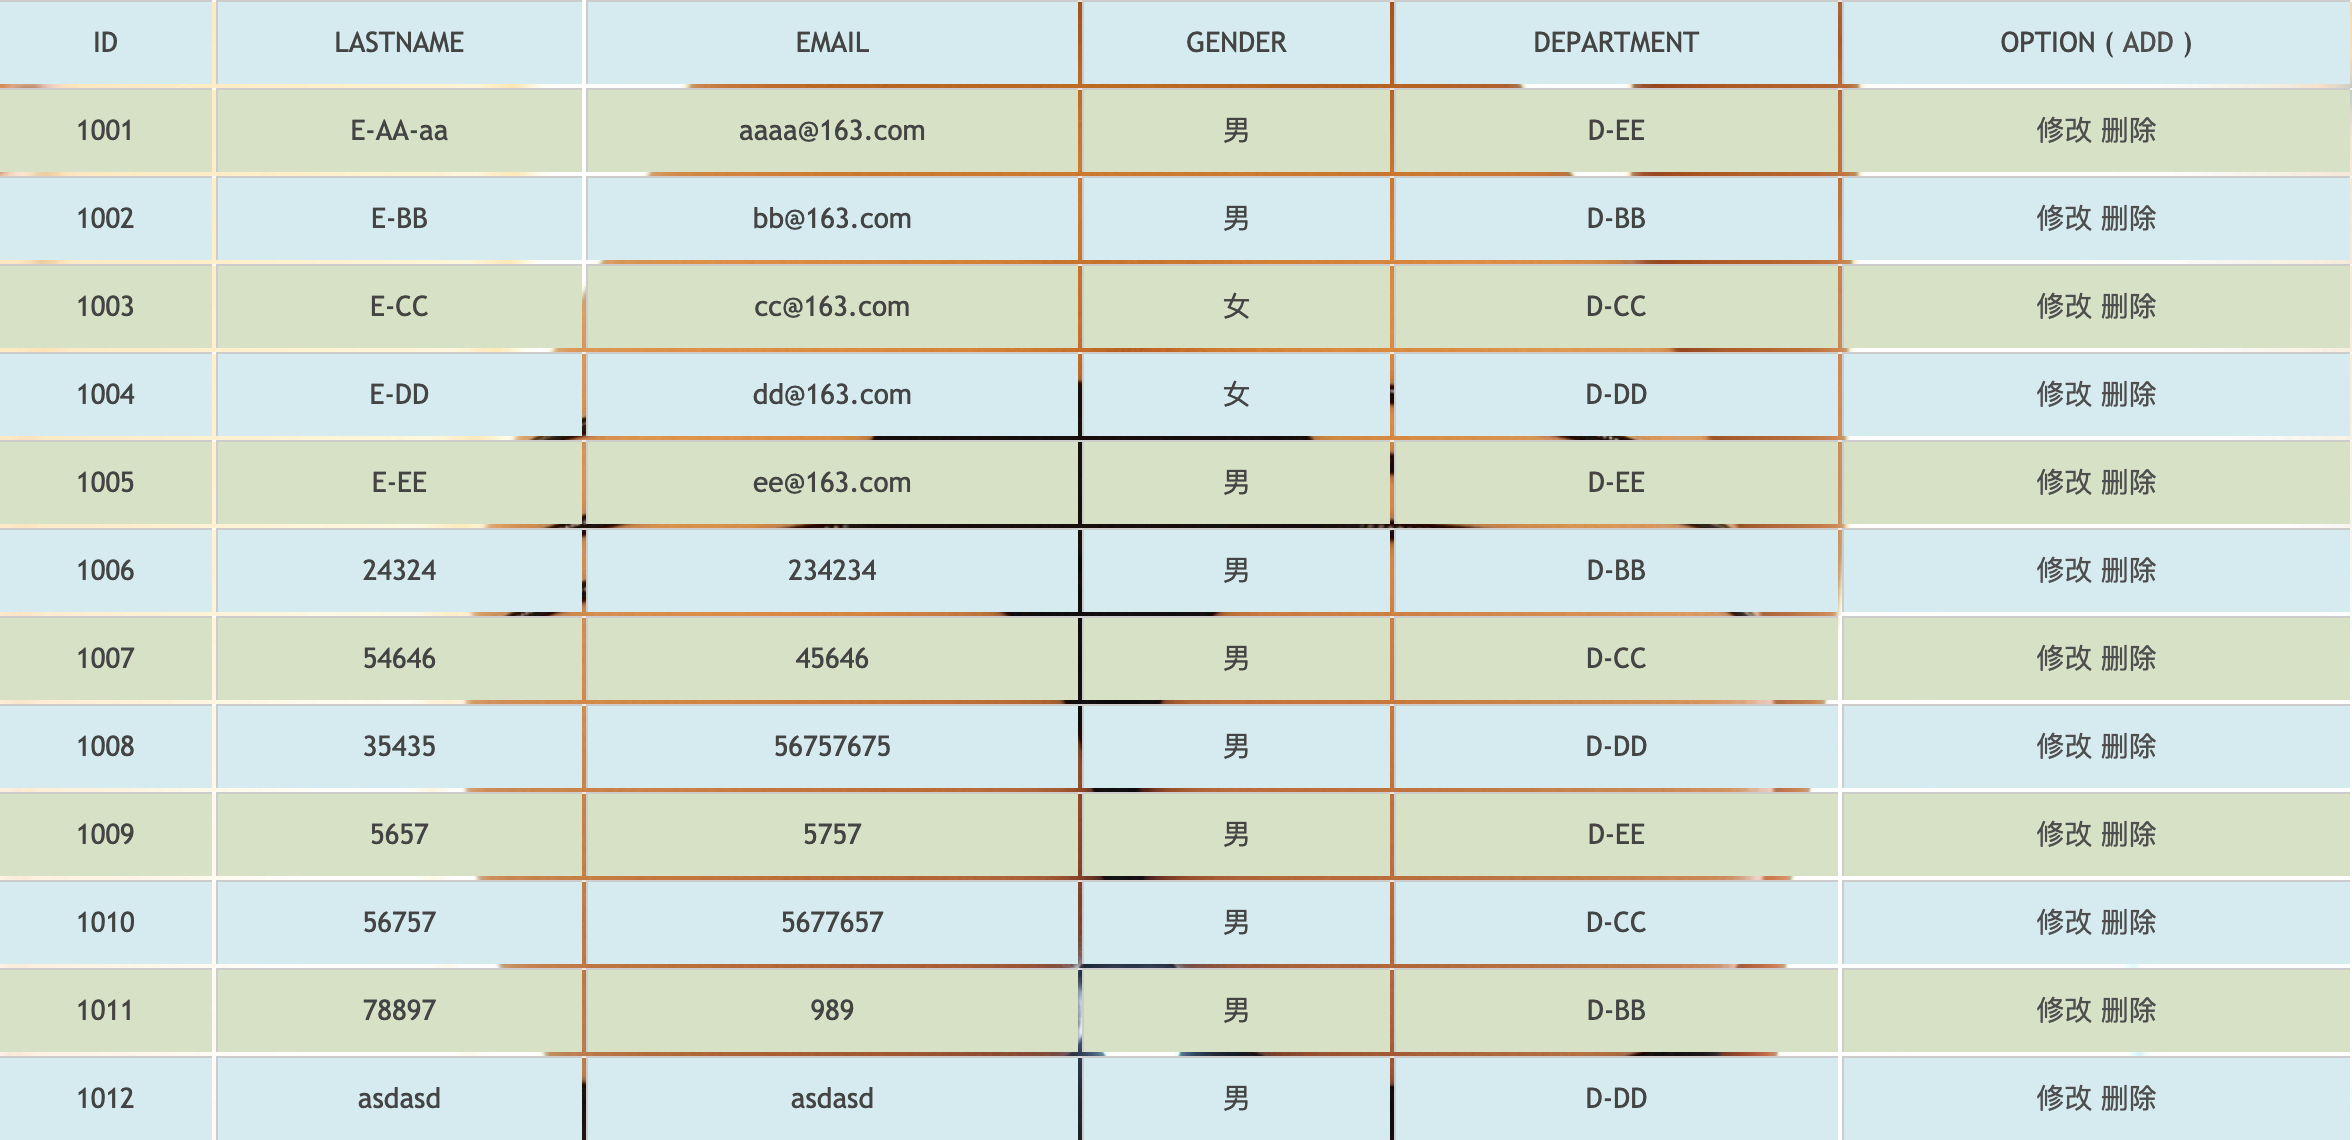 ID LASTNAME EMAIL GENDER DEPARTMENT OPTION ( ADD )
1001 E-AA-aa aaaa@163.com 男 D-EE 修改 删除
1002 E-BB bb@163.com 男 D-BB 修改 删除
1003 E-CC cc@163.com 女 D-CC 修改 删除
1004 E-DD dd@163.com 女 D-DD 修改 删除
1005 E-EE ee@163.com 男 D-EE 修改 删除
1006 24324 234234 男 D-BB 修改 删除
1007 54646 45646 男 D-CC 修改 删除
1008 35435 56757675 男 D-DD 修改 删除
1009 5657 5757 男 D-EE 修改 删除
1010 56757 5677657 男 D-CC 修改 删除
1011 78897 989 男 D-BB 修改 删除
1012 asdasd asdasd 男 D-DD 修改 删除